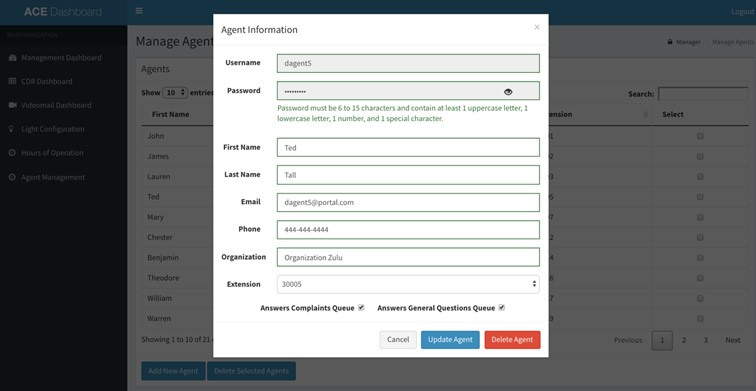 ACE Dashboard
Logout
Management Dashboard
CDR Dashboard
Videomail Dashboard
Light Configuration
Hours of Operation
Agent Management
Manage Agent
Manager
Manage Agents
Agents
Show 10 entries
Search:
First Name
Select
John
James
Lauren
Ted
Mary
Chester
Benjamin
Theodore
William
Warren
Showing 1 to 10 of 21
Previous 1 2 3 Next
Add New Agent Delete Selected Agents
Agent Information ×
Username dagent5
Password •••••••••
Password must be 6 to 15 characters and contain at least 1 uppercase letter, 1
lowercase letter, 1 number, and 1 special character.
First Name Ted
Last Name Tall
Email dagent5@portal.com
Phone 444-444-4444
Organization Organization Zulu
Extension 30005
Answers Complaints Queue Answers General Questions Queue
Cancel Update Agent Delete Agent